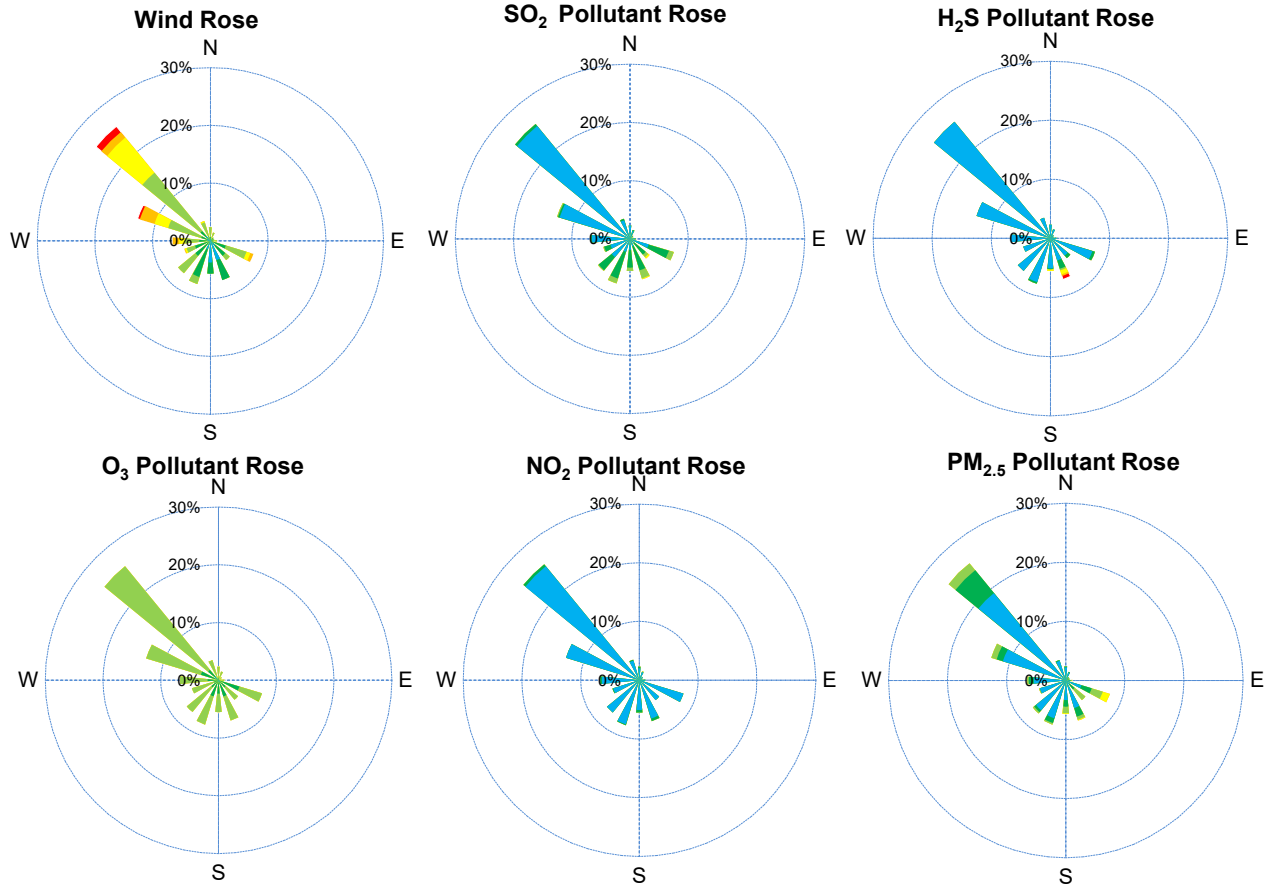 Wind Rose
N
30%
20%
10%
0%
W
E
S
SO₂ Pollutant Rose
N
30%
20%
10%
0%
H₂S Pollutant Rose
N
30%
20%
10%
0%
W
E
S
W
E
S
O₃ Pollutant Rose
N
30%
20%
10%
0%
W
E
S
NO₂ Pollutant Rose
N
30%
20%
10%
0%
W
E
S
PM₂.₅ Pollutant Rose
N
30%
20%
10%
0%
W
E
S